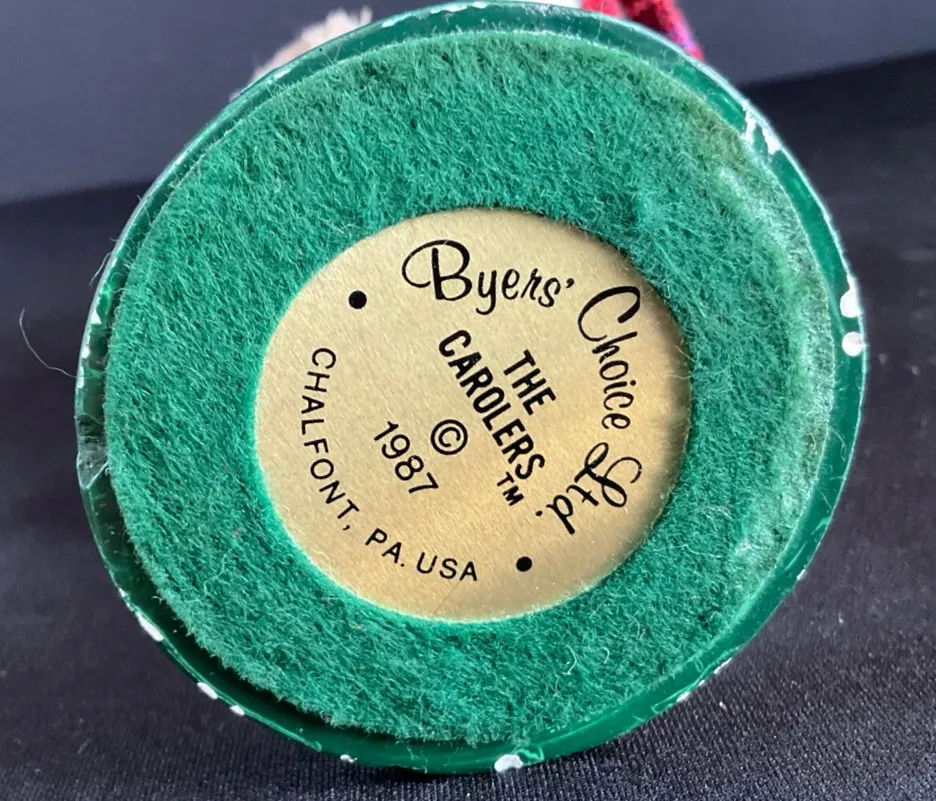 Byers' Choice Ltd.
THE
CAROLERS™
©
1987
CHALFONT, PA. USA